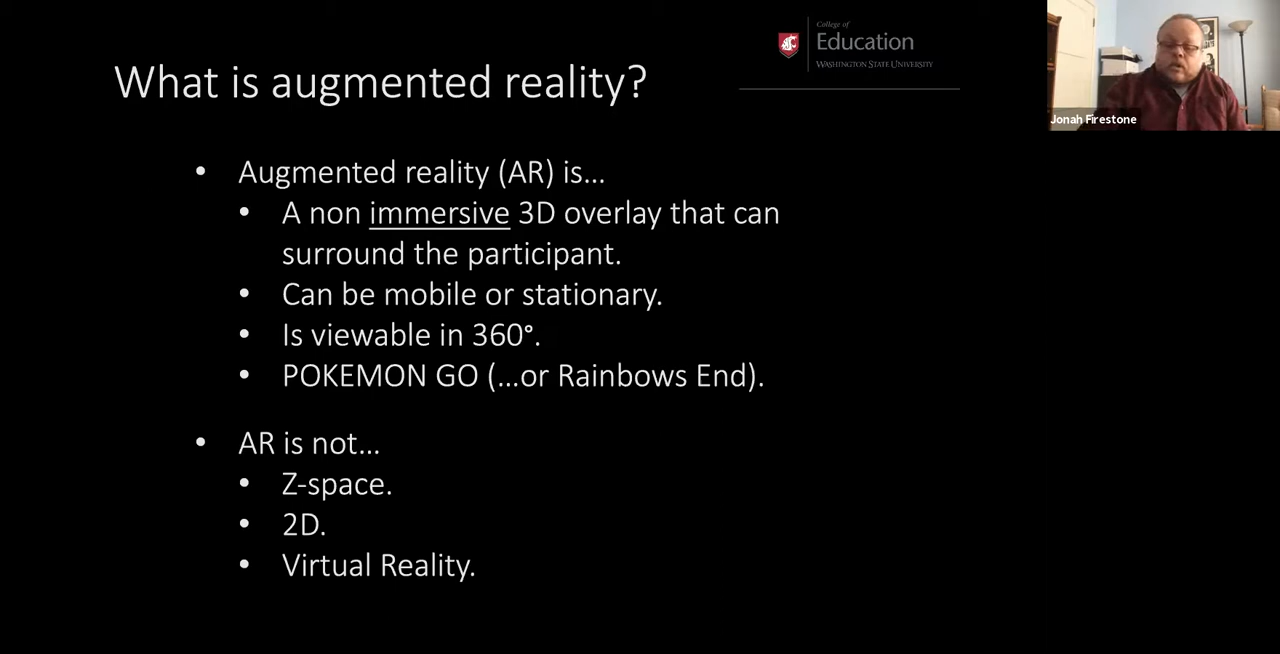 College of
Education
WASHINGTON STATE UNIVERSITY
What is augmented reality?
Jonah Firestone
• Augmented reality (AR) is...
• A non immersive 3D overlay that can
surround the participant.
• Can be mobile or stationary.
• Is viewable in 360°.
• POKEMON GO (...or Rainbows End).
• AR is not...
• Z-space.
• 2D.
• Virtual Reality.